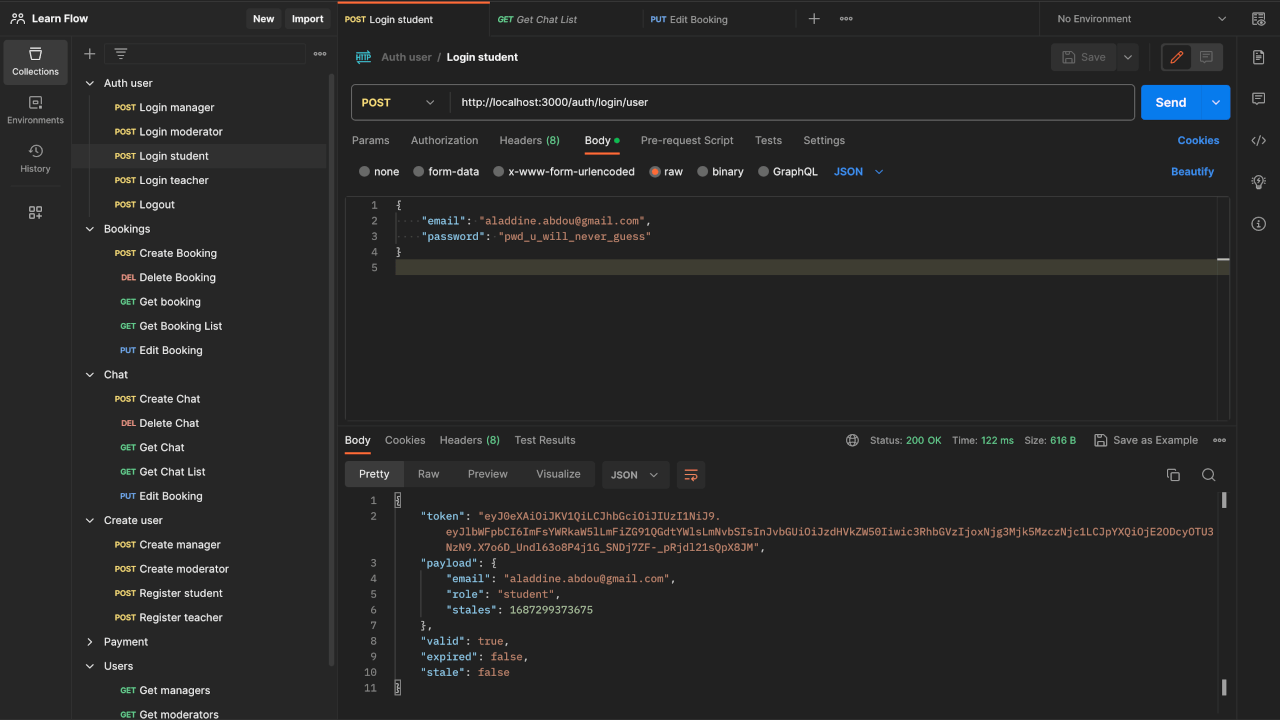 Learn Flow
New
Import
POST Login student
GET Get Chat List
PUT Edit Booking
No Environment
Collections
Environments
History
Auth user
POST Login manager
POST Login moderator
POST Login student
POST Login teacher
POST Logout
Bookings
POST Create Booking
DEL Delete Booking
GET Get booking
GET Get Booking List
PUT Edit Booking
Chat
POST Create Chat
DEL Delete Chat
GET Get Chat
GET Get Chat List
PUT Edit Booking
Create user
POST Create manager
POST Create moderator
POST Register student
POST Register teacher
Payment
Users
GET Get managers
GET Get moderators
HTTP Auth user / Login student
Save
POST http://localhost:3000/auth/login/user
Send
Params Authorization Headers (8) Body Pre-request Script Tests Settings
Cookies
none form-data x-www-form-urlencoded raw binary GraphQL JSON
Beautify
1 {
2 "email": "aladdine.abdou@gmail.com",
3 "password": "pwd_u_will_never_guess"
4 }
5
Body Cookies Headers (8) Test Results
Status: 200 OK Time: 122 ms Size: 616 B Save as Example
Pretty Raw Preview Visualize JSON
1 {
2 "token": "eyJ0eXAiOiJKV1QiLCJhbGciOiJIUzI1NiJ9.
eyJlbWFpbCI6ImFsYWRkaW5lLmFiZG91QGdtYWlsLmNvbSIsInJvbGUiOiJzdHVkZW50Iiwic3RhbGVzIjoxNjg3Mjk5MzczNjc1LCJpYXQiOjE2ODcyOTU3
NzN9.X7o6D_Undl63o8P4j1G_SNDj7ZF-_pRjdl21sQpX8JM",
3 "payload": {
4 "email": "aladdine.abdou@gmail.com",
5 "role": "student",
6 "stales": 1687299373675
7 },
8 "valid": true,
9 "expired": false,
10 "stale": false
11 }